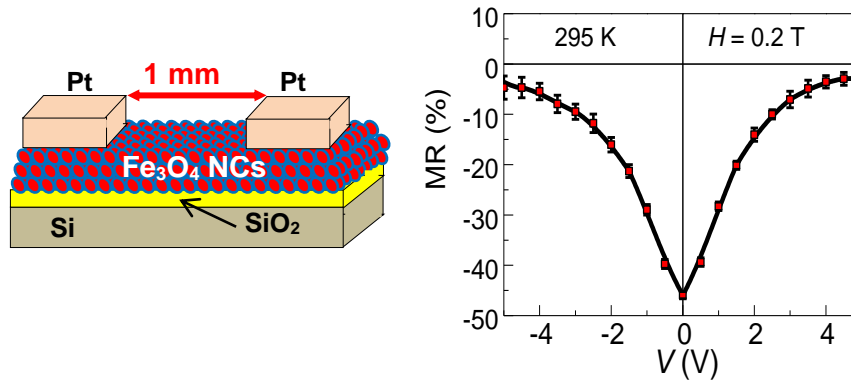 Pt
1 mm
Pt
Fe₃O₄ NCs
Si
SiO₂
295 K
H = 0.2 T
MR (%)
10
0
-10
-20
-30
-40
-50
-4
-2
0
2
4
V (V)